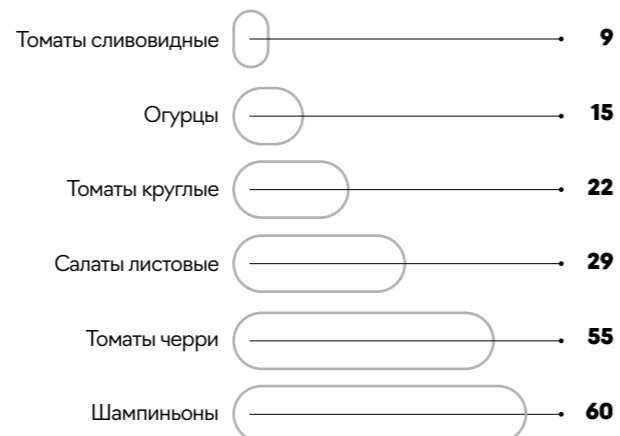 Томаты сливовидные 9
Огурцы 15
Томаты круглые 22
Салаты листовые 29
Томаты черри 55
Шампиньоны 60